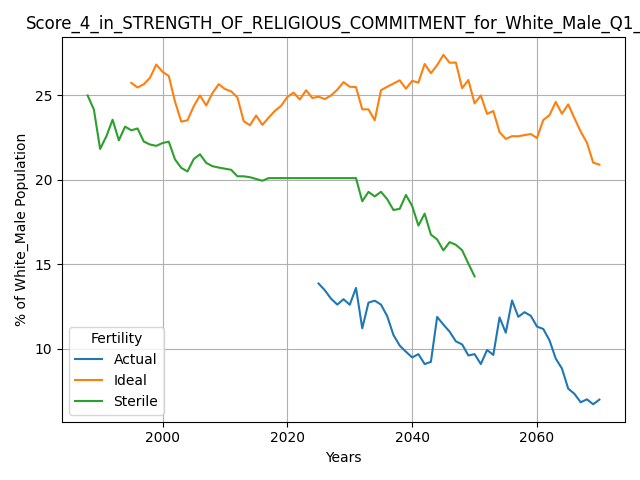 Score_4_in_STRENGTH_OF_RELIGIOUS_COMMITMENT_for_White_Male_Q1_
% of White_Male Population
25
20
15
10
Fertility
Actual
Ideal
Sterile
2000
2020
2040
2060
Years